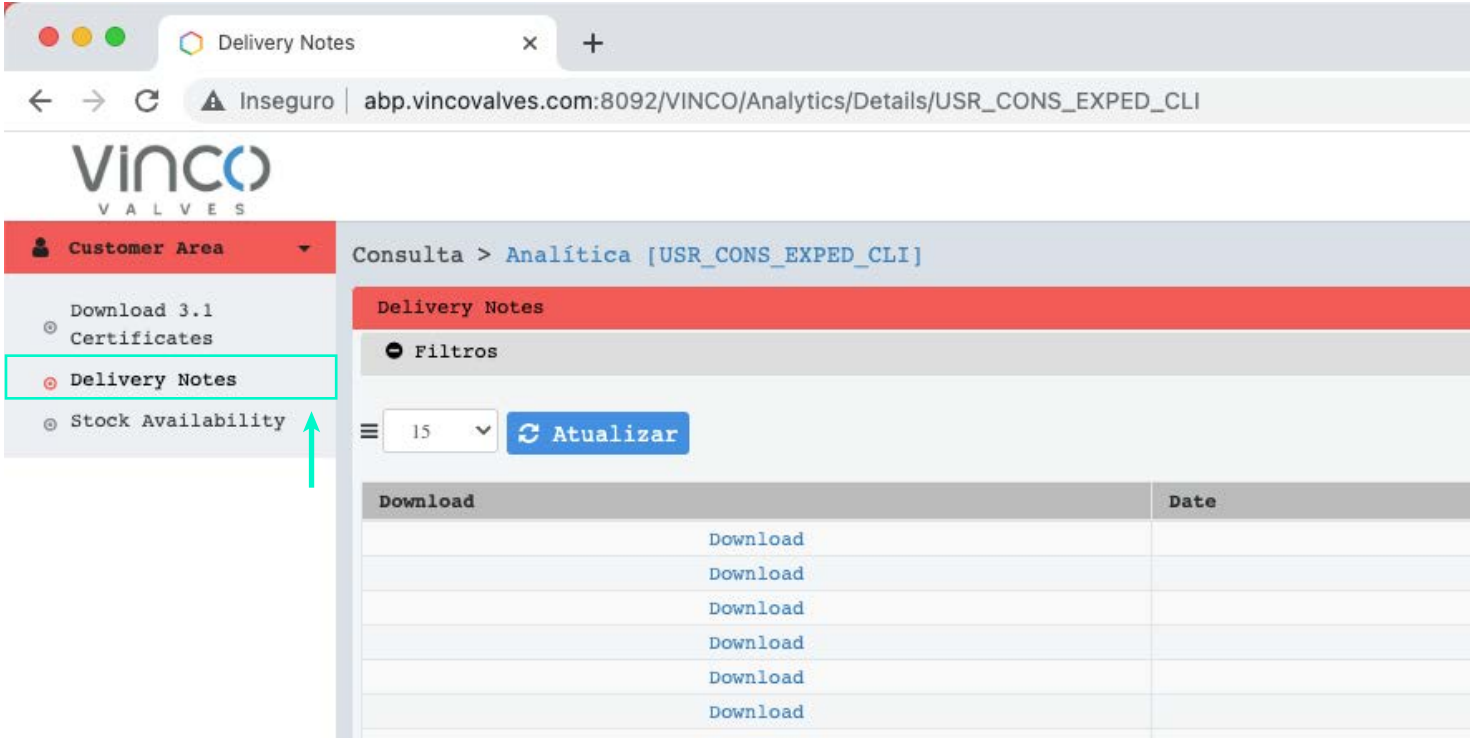 Delivery Notes
Inseguro | abp.vincovalves.com:8092/VINCO/Analytics/Details/USR_CONS_EXPED_CLI
VINCO
VALVES
Customer Area
Download 3.1
Certificates
Delivery Notes
Stock Availability
Consulta > Analítica [USR_CONS_EXPED_CLI]
Delivery Notes
Filtros
15 Atualizar
Download Date
Download
Download
Download
Download
Download
Download